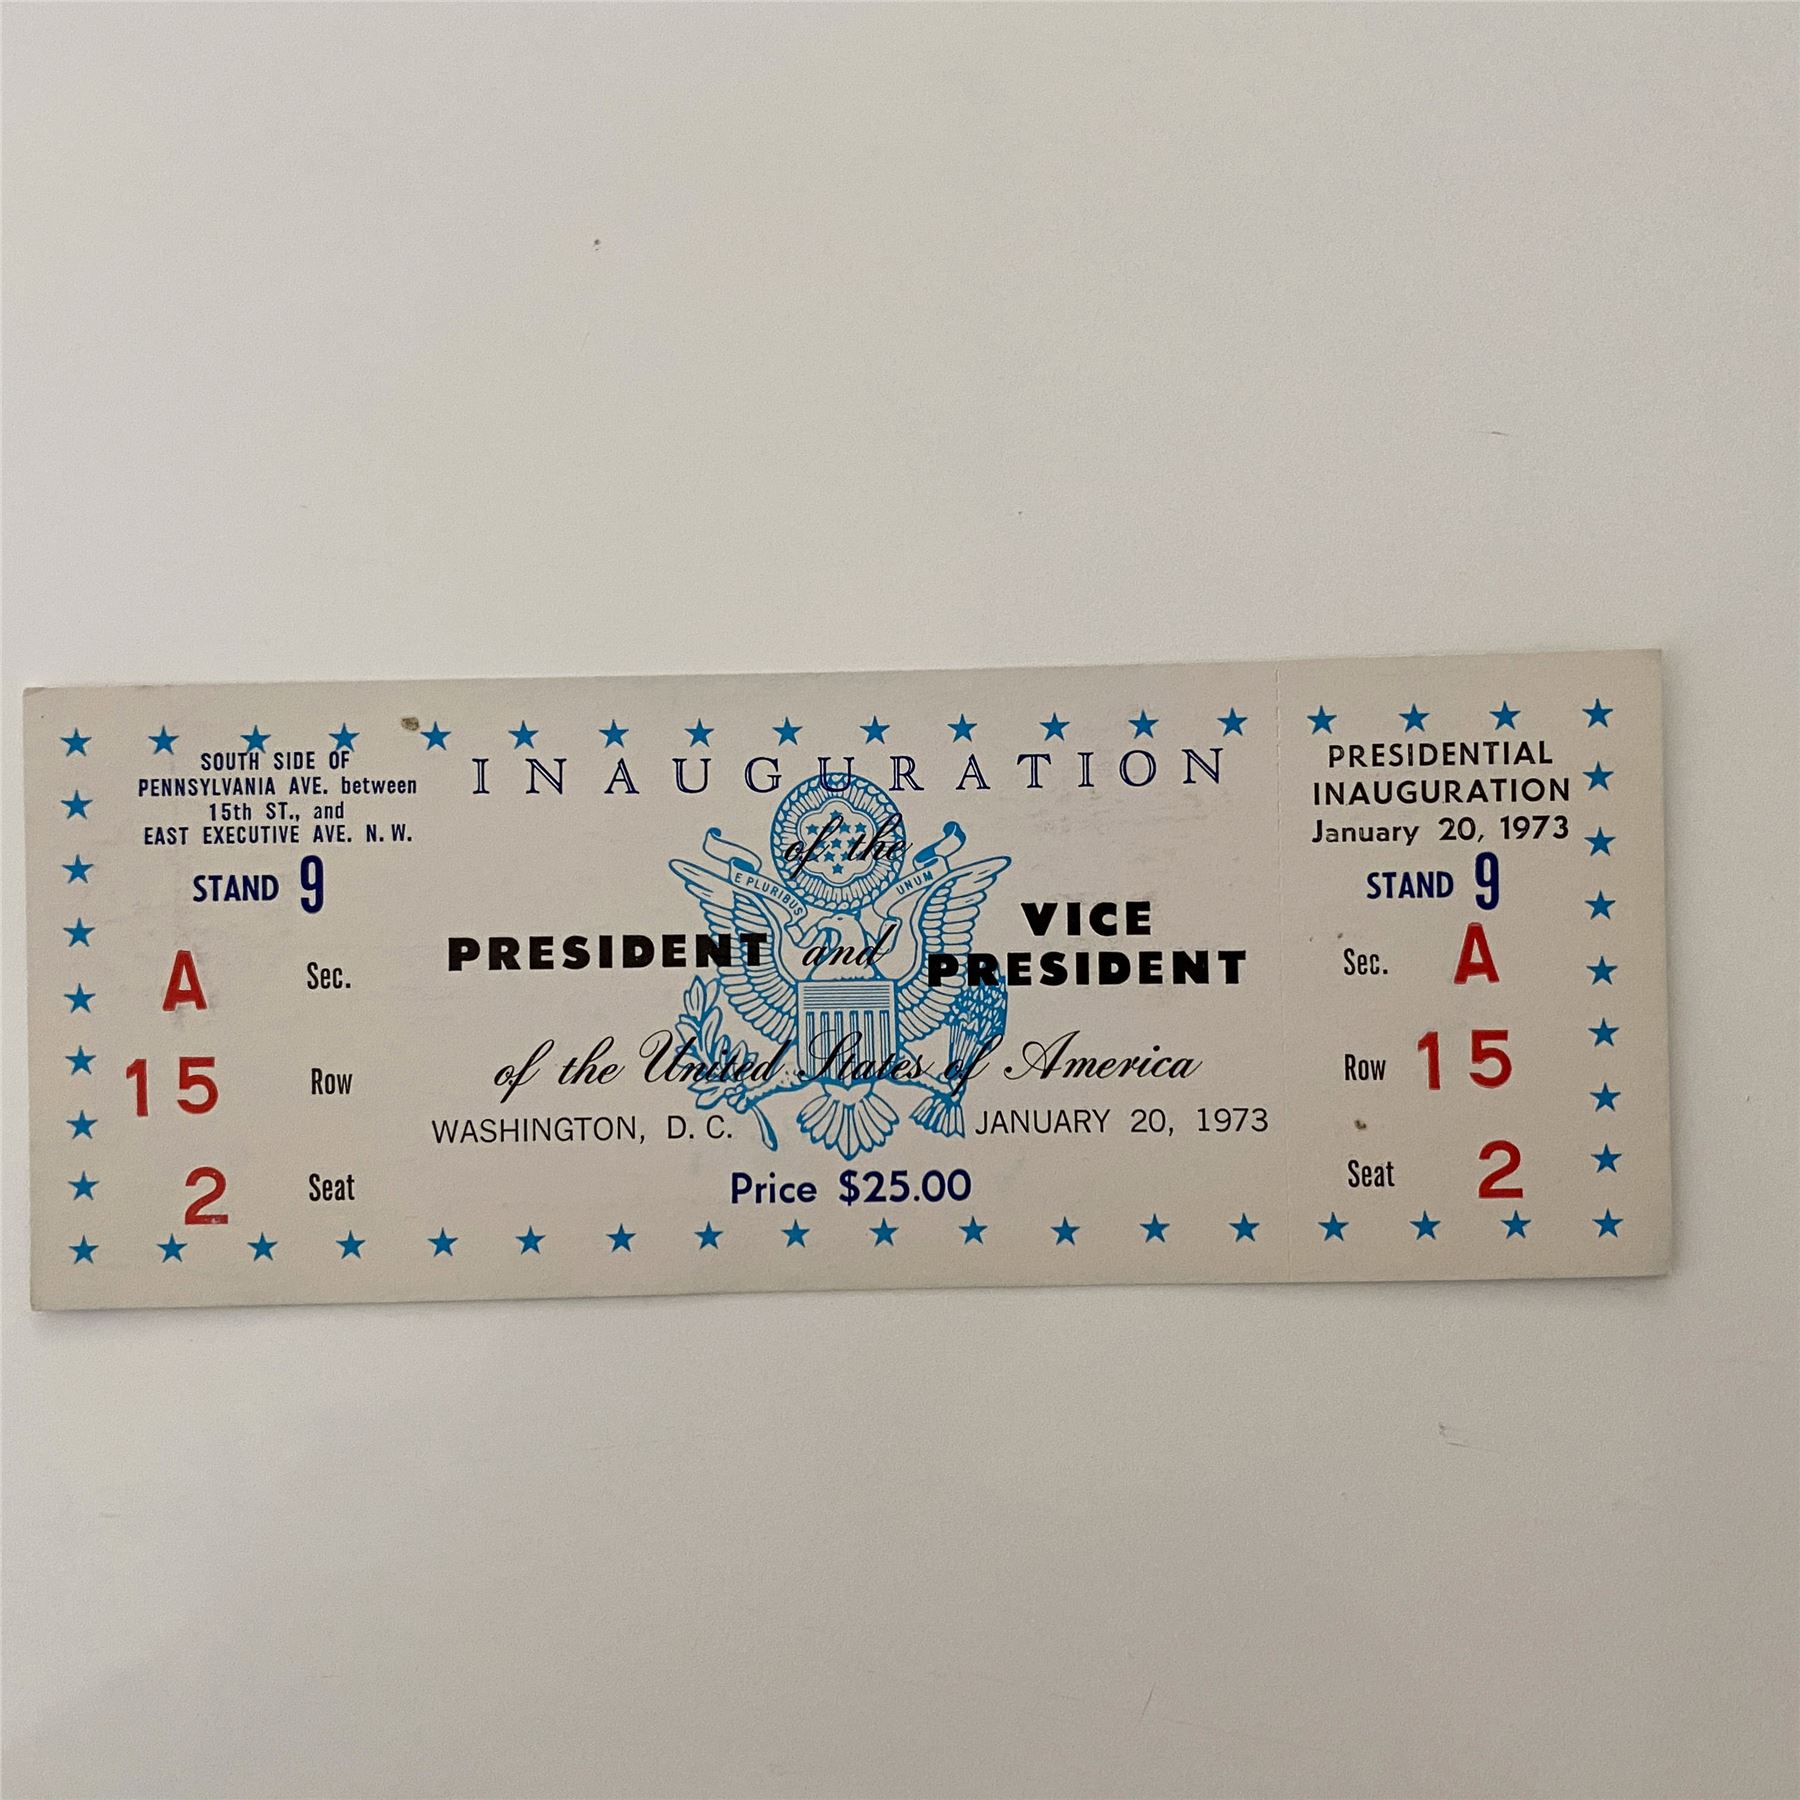 SOUTH SIDE OF
PENNSYLVANIA AVE. between
15th ST., and
EAST EXECUTIVE AVE. N. W.
STAND 9
A Sec.
15 Row
2 Seat
INAUGURATION
of the
E PLURIBUS UNUM
PRESIDENT and VICE PRESIDENT
of the United States of America
WASHINGTON, D. C. JANUARY 20, 1973
Price $25.00
PRESIDENTIAL
INAUGURATION
January 20, 1973
STAND 9
Sec. A
Row 15
Seat 2